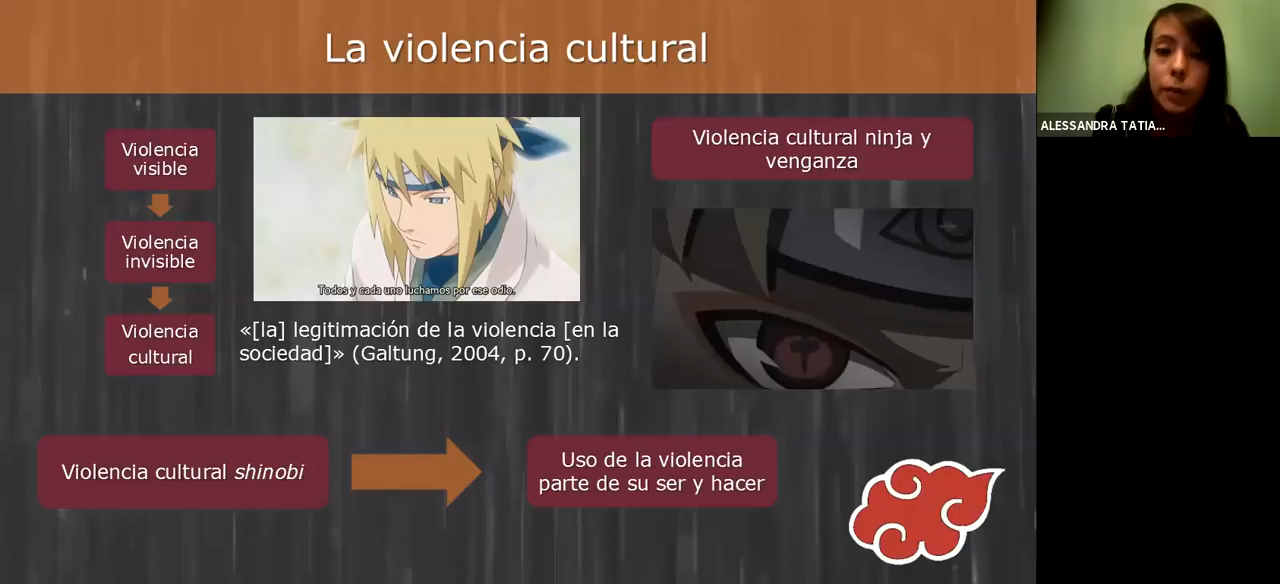 La violencia cultural
Violencia
visible
Violencia
invisible
Violencia
cultural
Todos y cada uno luchamos por ese odio.
«[la] legitimación de la violencia [en la
sociedad]» (Galtung, 2004, p. 70).
Violencia cultural ninja y
venganza
Violencia cultural shinobi
Uso de la violencia
parte de su ser y hacer
ALESSANDRA TATIA...